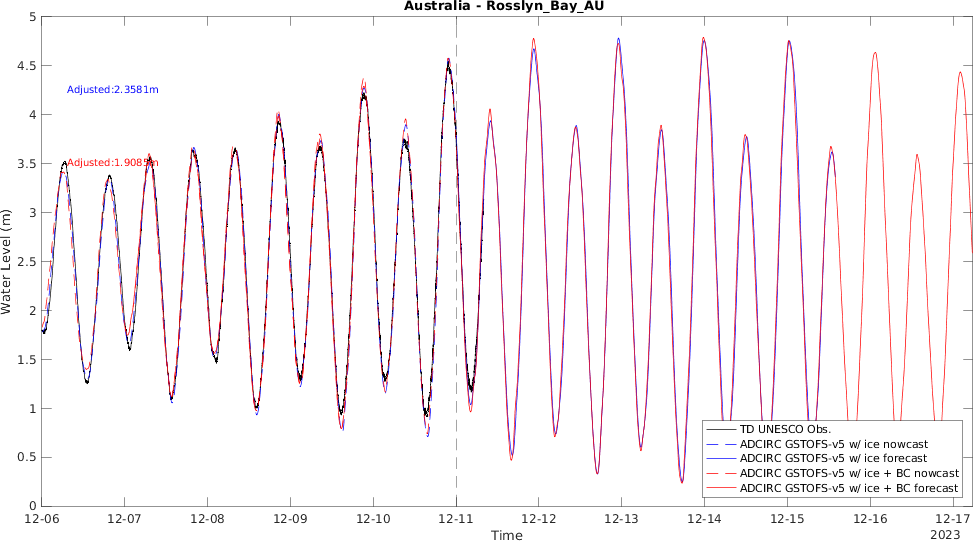 Australia - Rosslyn_Bay_AU
5
4.5
4
3.5
3
2.5
2
1.5
1
0.5
0
Water Level (m)
Adjusted:2.3581m
Adjusted:1.9085m
TD UNESCO Obs.
ADCIRC GSTOFS-v5 w/ ice nowcast
ADCIRC GSTOFS-v5 w/ ice forecast
ADCIRC GSTOFS-v5 w/ ice + BC nowcast
ADCIRC GSTOFS-v5 w/ ice + BC forecast
12-06 12-07 12-08 12-09 12-10 12-11 12-12 12-13 12-14 12-15 12-16 12-17
2023
Time